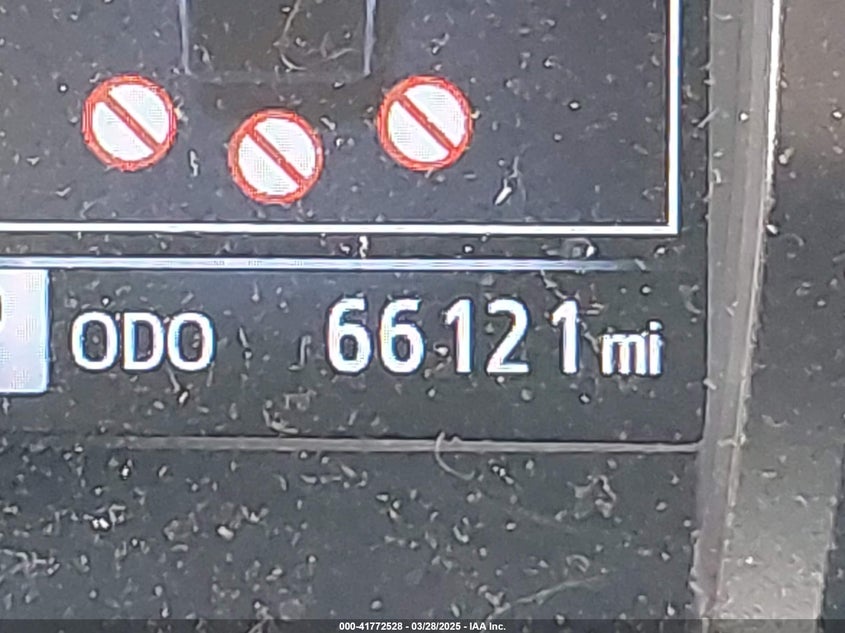 ODO 66121 mi
000-41772528 - 03/28/2025 - IAA Inc.